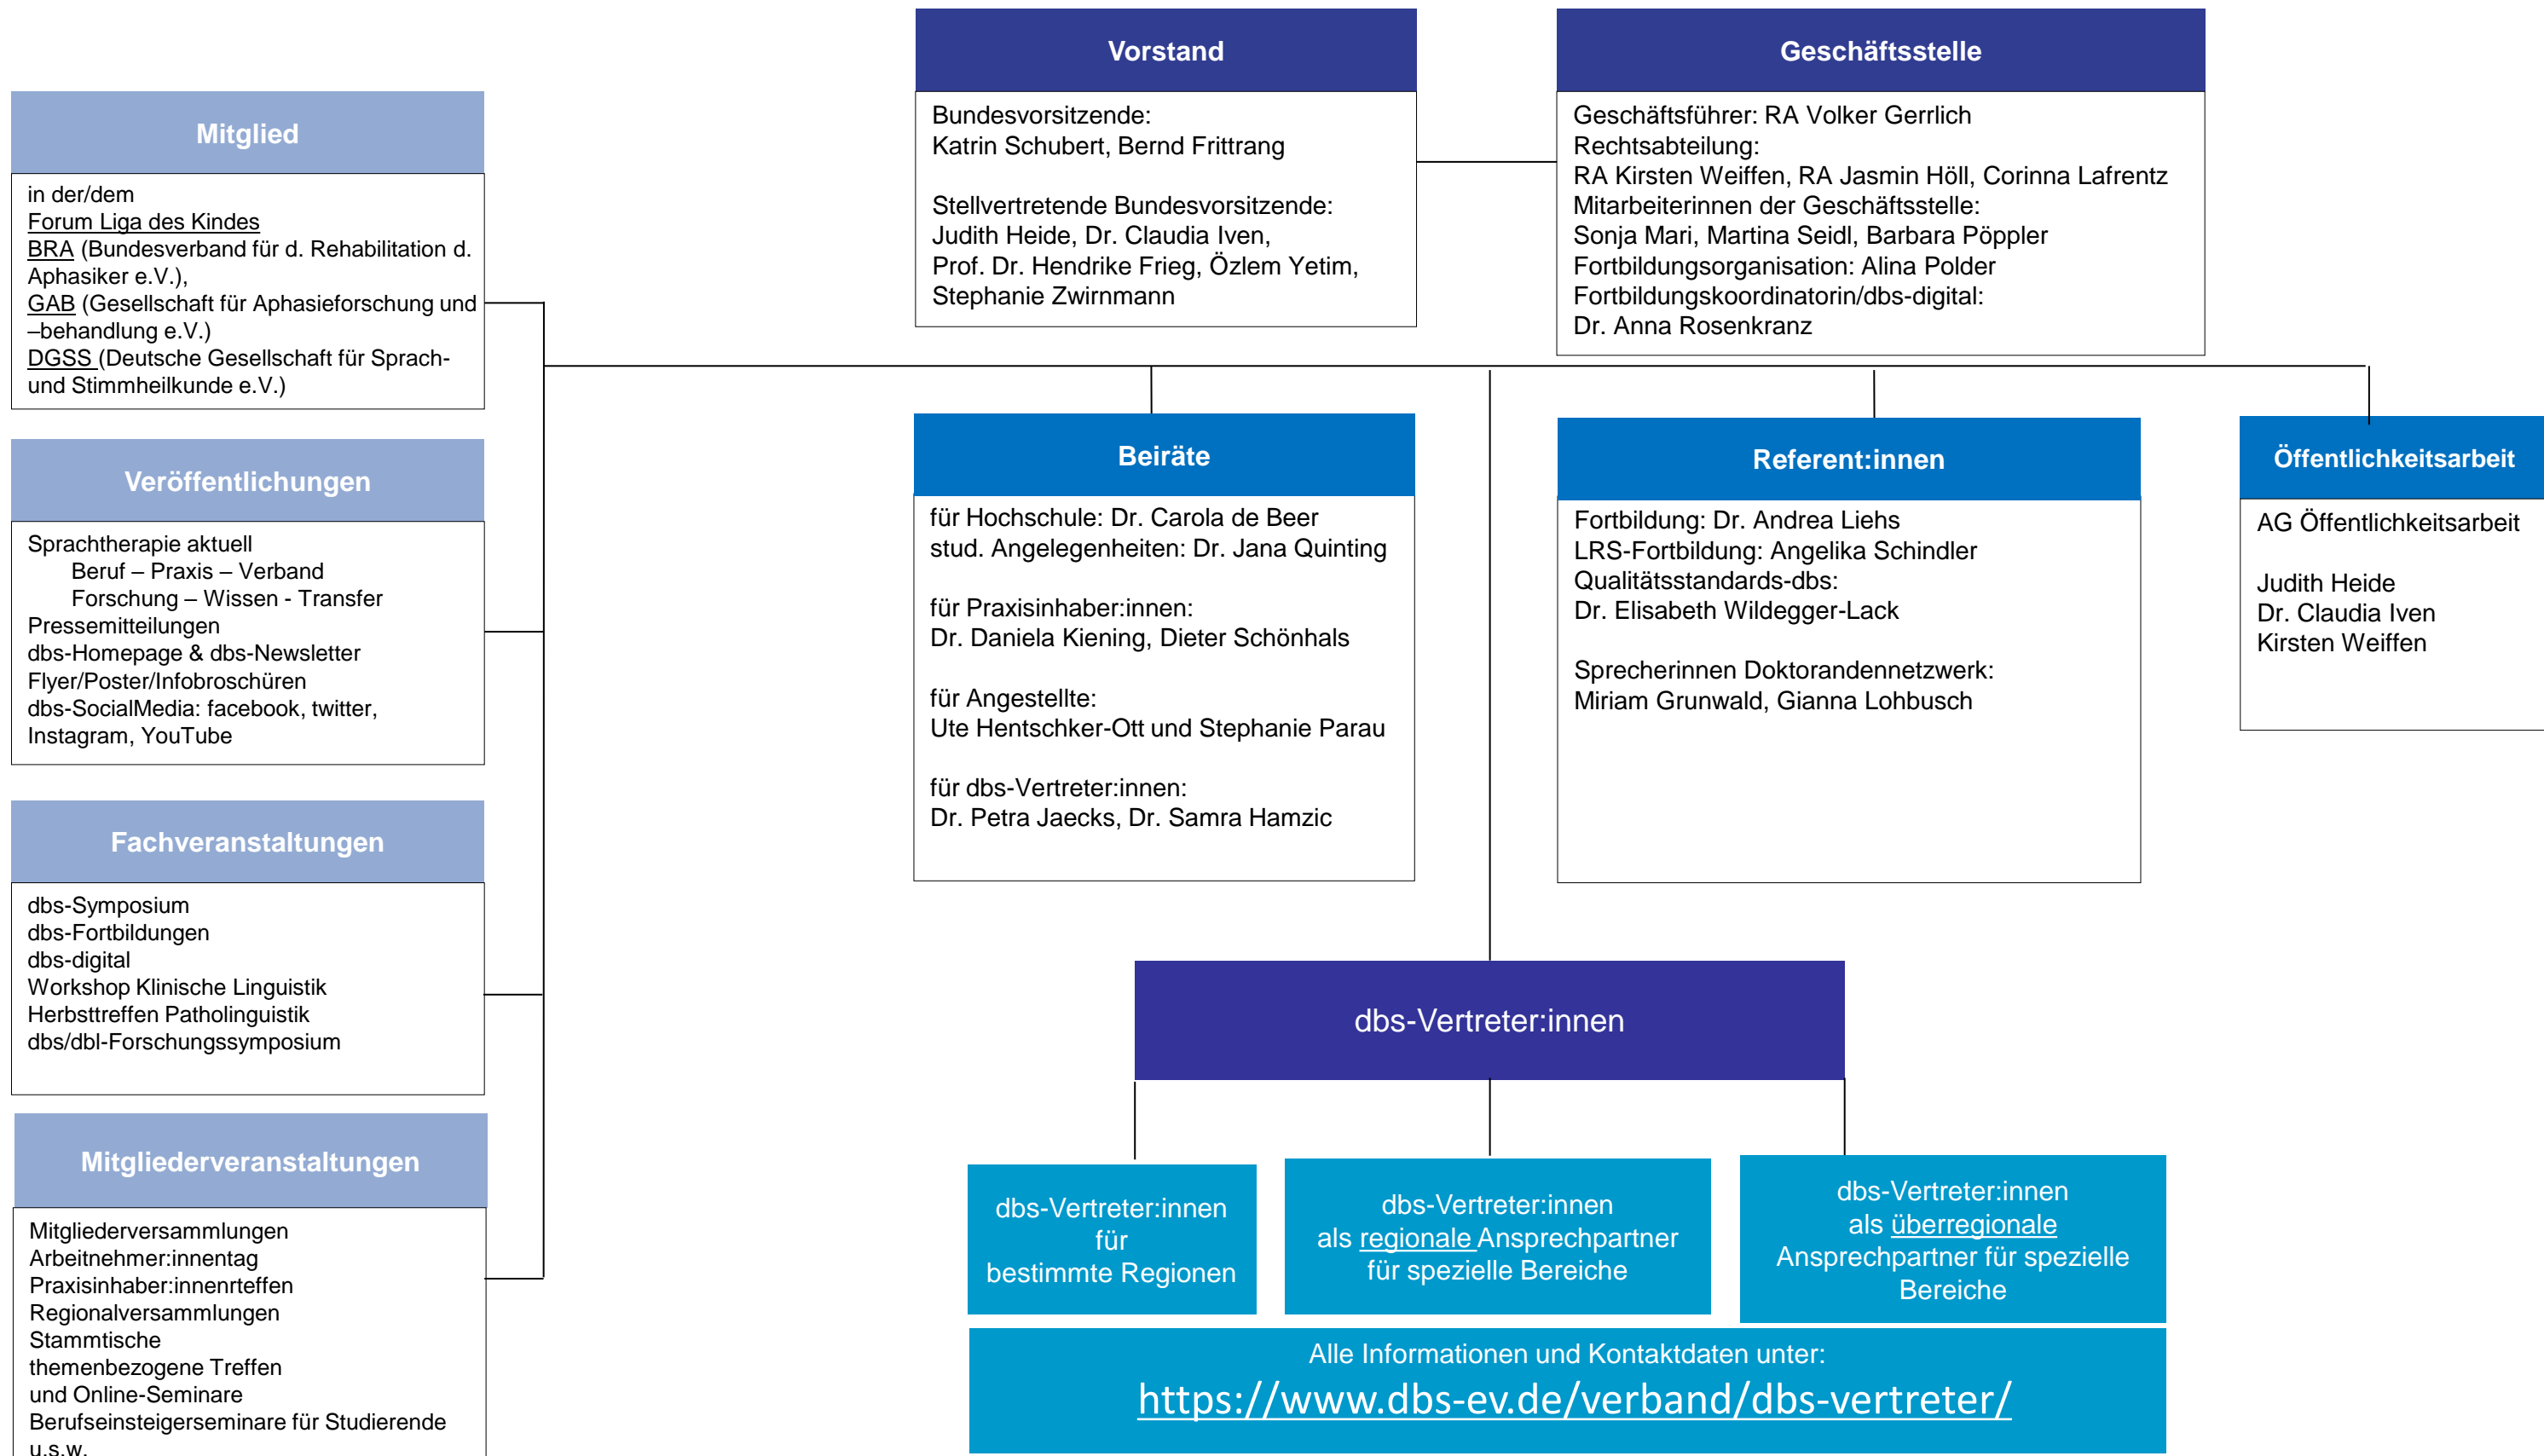 Vorstand
Bundesvorsitzende:
Katrin Schubert, Bernd Frittrang
Stellvertretende Bundesvorsitzende:
Judith Heide, Dr. Claudia Iven,
Prof. Dr. Hendrike Frieg, Özlem Yetim,
Stephanie Zwirnmann
Geschäftsstelle
Geschäftsführer: RA Volker Gerrlich
Rechtsabteilung:
RA Kirsten Weiffen, RA Jasmin Höll, Corinna Lafrentz
Mitarbeiterinnen der Geschäftsstelle:
Sonja Mari, Martina Seidl, Barbara Pöppler
Fortbildungsorganisation: Alina Polder
Fortbildungskoordinatorin/dbs-digital:
Dr. Anna Rosenkranz
Mitglied
in der/dem
Forum Liga des Kindes
BRA (Bundesverband für d. Rehabilitation d.
Aphasiker e.V.),
GAB (Gesellschaft für Aphasieforschung und
–behandlung e.V.)
DGSS (Deutsche Gesellschaft für Sprach-
und Stimmheilkunde e.V.)
Veröffentlichungen
Sprachtherapie aktuell
Beruf – Praxis – Verband
Forschung – Wissen - Transfer
Pressemitteilungen
dbs-Homepage & dbs-Newsletter
Flyer/Poster/Infobroschüren
dbs-SocialMedia: facebook, twitter,
Instagram, YouTube
Fachveranstaltungen
dbs-Symposium
dbs-Fortbildungen
dbs-digital
Workshop Klinische Linguistik
Herbsttreffen Patholinguistik
dbs/dbl-Forschungssymposium
Mitgliederveranstaltungen
Mitgliederversammlungen
Arbeitnehmer:innentag
Praxisinhaber:innenrteffen
Regionalversammlungen
Stammtische
themenbezogene Treffen
und Online-Seminare
Berufseinsteigerseminare für Studierende
u.s.w.
Beiräte
für Hochschule: Dr. Carola de Beer
stud. Angelegenheiten: Dr. Jana Quinting
für Praxisinhaber:innen:
Dr. Daniela Kiening, Dieter Schönhals
für Angestellte:
Ute Hentschker-Ott und Stephanie Parau
für dbs-Vertreter:innen:
Dr. Petra Jaecks, Dr. Samra Hamzic
Referent:innen
Fortbildung: Dr. Andrea Liehs
LRS-Fortbildung: Angelika Schindler
Qualitätsstandards-dbs:
Dr. Elisabeth Wildegger-Lack
Sprecherinnen Doktorandennetzwerk:
Miriam Grunwald, Gianna Lohbusch
Öffentlichkeitsarbeit
AG Öffentlichkeitsarbeit
Judith Heide
Dr. Claudia Iven
Kirsten Weiffen
dbs-Vertreter:innen
dbs-Vertreter:innen
für
bestimmte Regionen
dbs-Vertreter:innen
als regionale Ansprechpartner
für spezielle Bereiche
dbs-Vertreter:innen
als überregionale
Ansprechpartner für spezielle
Bereiche
Alle Informationen und Kontaktdaten unter:
https://www.dbs-ev.de/verband/dbs-vertreter/